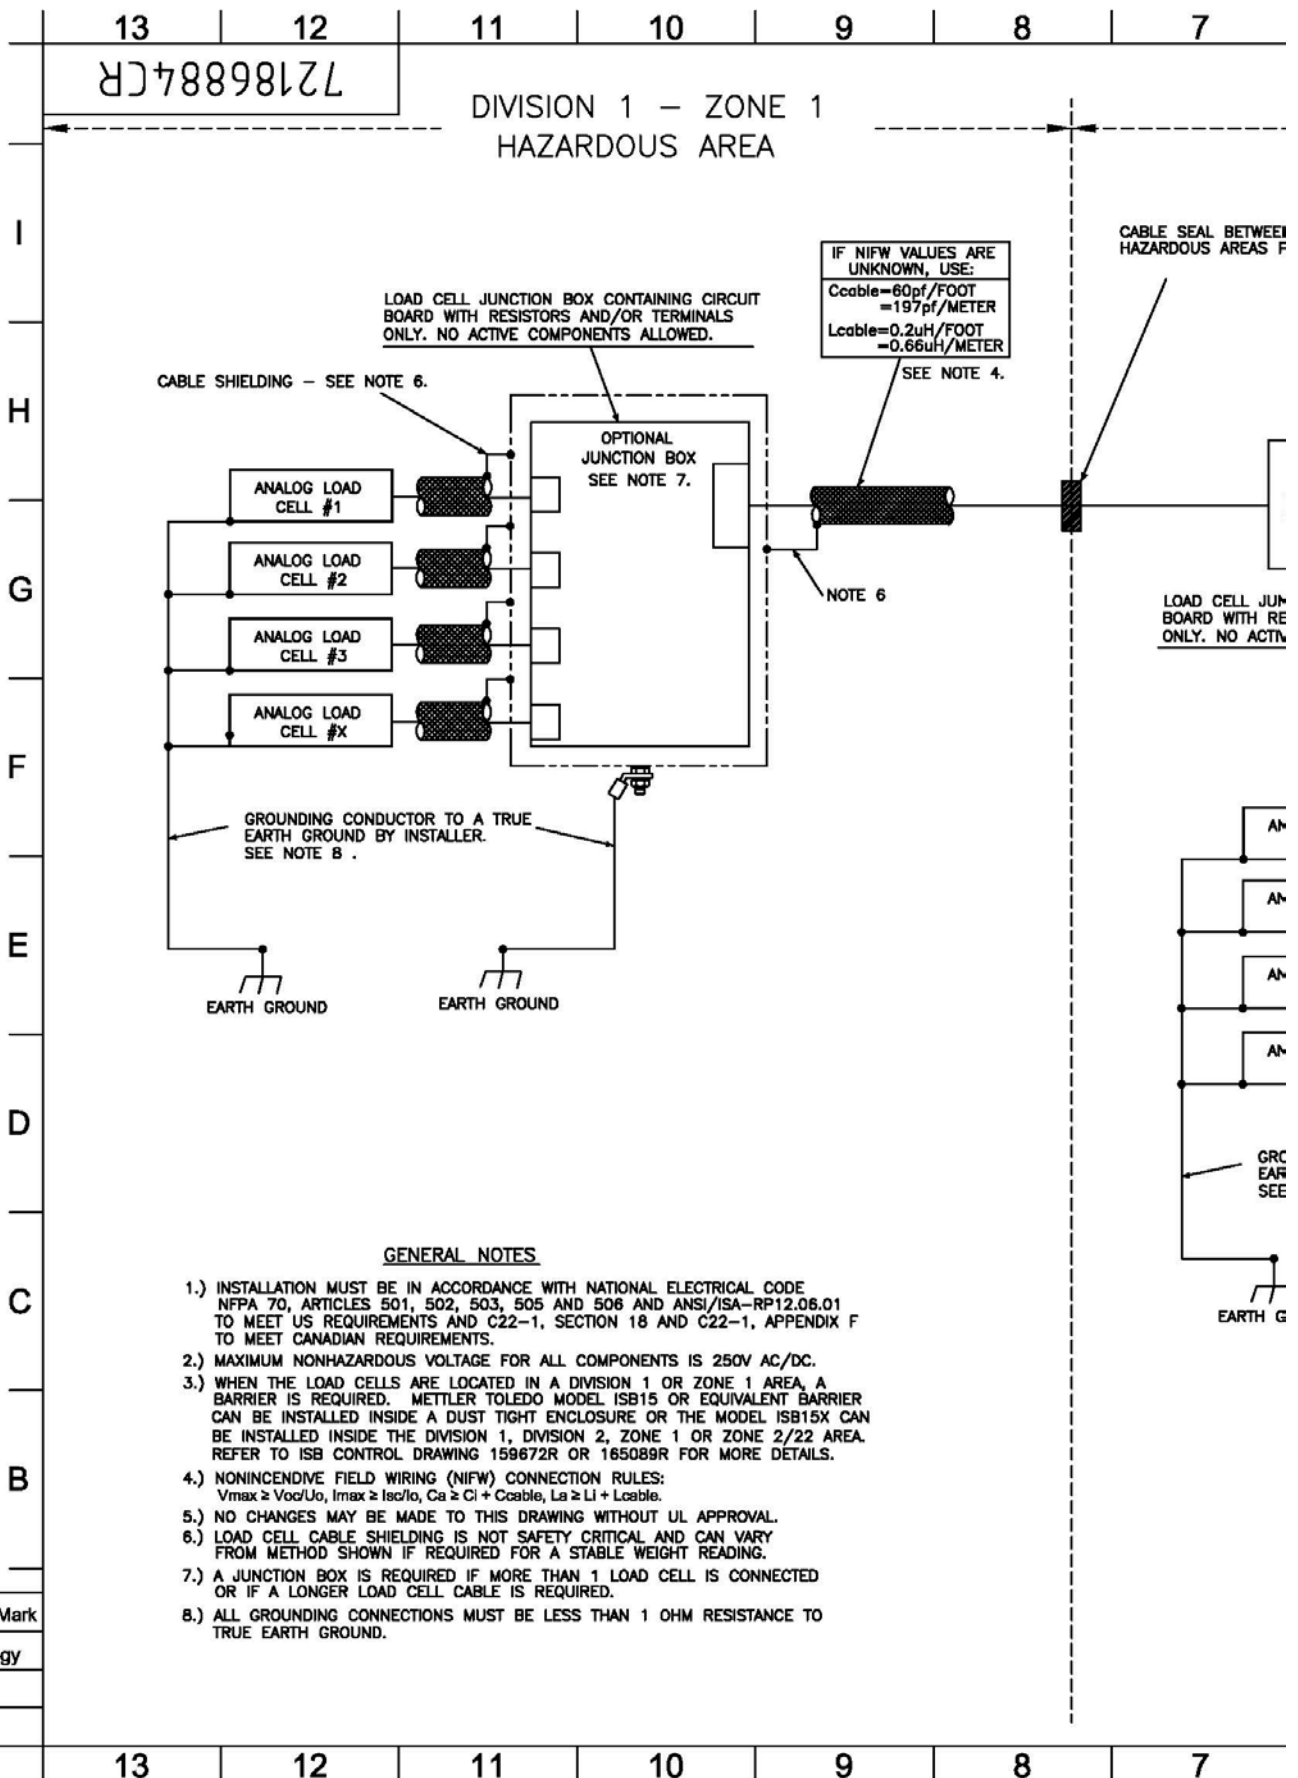 13 12 11 10 9 8 7
72186884CR
DIVISION 1 – ZONE 1
HAZARDOUS AREA
I
H
G
F
E
D
C
B
CABLE SEAL BETWEEN
HAZARDOUS AREAS F
IF NIFW VALUES ARE
UNKNOWN, USE:
Ccable=60pf/FOOT
=197pf/METER
Lcable=0.2uH/FOOT
=0.66uH/METER
SEE NOTE 4.
LOAD CELL JUNCTION BOX CONTAINING CIRCUIT
BOARD WITH RESISTORS AND/OR TERMINALS
ONLY. NO ACTIVE COMPONENTS ALLOWED.
CABLE SHIELDING – SEE NOTE 6.
OPTIONAL
JUNCTION BOX
SEE NOTE 7.
ANALOG LOAD
CELL #1
ANALOG LOAD
CELL #2
ANALOG LOAD
CELL #3
ANALOG LOAD
CELL #X
NOTE 6
LOAD CELL JUN
BOARD WITH RE
ONLY. NO ACTIV
GROUNDING CONDUCTOR TO A TRUE
EARTH GROUND BY INSTALLER.
SEE NOTE 8 .
EARTH GROUND
EARTH GROUND
AN
AN
AN
AN
GRO
EAR
SEE
EARTH G
GENERAL NOTES
1.) INSTALLATION MUST BE IN ACCORDANCE WITH NATIONAL ELECTRICAL CODE
NFPA 70, ARTICLES 501, 502, 503, 505 AND 506 AND ANSI/ISA–RP12.06.01
TO MEET US REQUIREMENTS AND C22–1, SECTION 18 AND C22–1, APPENDIX F
TO MEET CANADIAN REQUIREMENTS.
2.) MAXIMUM NONHAZARDOUS VOLTAGE FOR ALL COMPONENTS IS 250V AC/DC.
3.) WHEN THE LOAD CELLS ARE LOCATED IN A DIVISION 1 OR ZONE 1 AREA, A
BARRIER IS REQUIRED. METTLER TOLEDO MODEL ISB15 OR EQUIVALENT BARRIER
CAN BE INSTALLED INSIDE A DUST TIGHT ENCLOSURE OR THE MODEL ISB15X CAN
BE INSTALLED INSIDE THE DIVISION 1, DIVISION 2, ZONE 1 OR ZONE 2/22 AREA.
REFER TO ISB CONTROL DRAWING 159672R OR 165089R FOR MORE DETAILS.
4.) NONINCENDIVE FIELD WIRING (NIFW) CONNECTION RULES:
Vmax ≥ Voc/Uo, Imax ≥ Isc/Io, Ca ≥ Ci + Ccable, La ≥ Li + Lcable.
5.) NO CHANGES MAY BE MADE TO THIS DRAWING WITHOUT UL APPROVAL.
6.) LOAD CELL CABLE SHIELDING IS NOT SAFETY CRITICAL AND CAN VARY
FROM METHOD SHOWN IF REQUIRED FOR A STABLE WEIGHT READING.
7.) A JUNCTION BOX IS REQUIRED IF MORE THAN 1 LOAD CELL IS CONNECTED
OR IF A LONGER LOAD CELL CABLE IS REQUIRED.
8.) ALL GROUNDING CONNECTIONS MUST BE LESS THAN 1 OHM RESISTANCE TO
TRUE EARTH GROUND.
Mark
gy
13 12 11 10 9 8 7